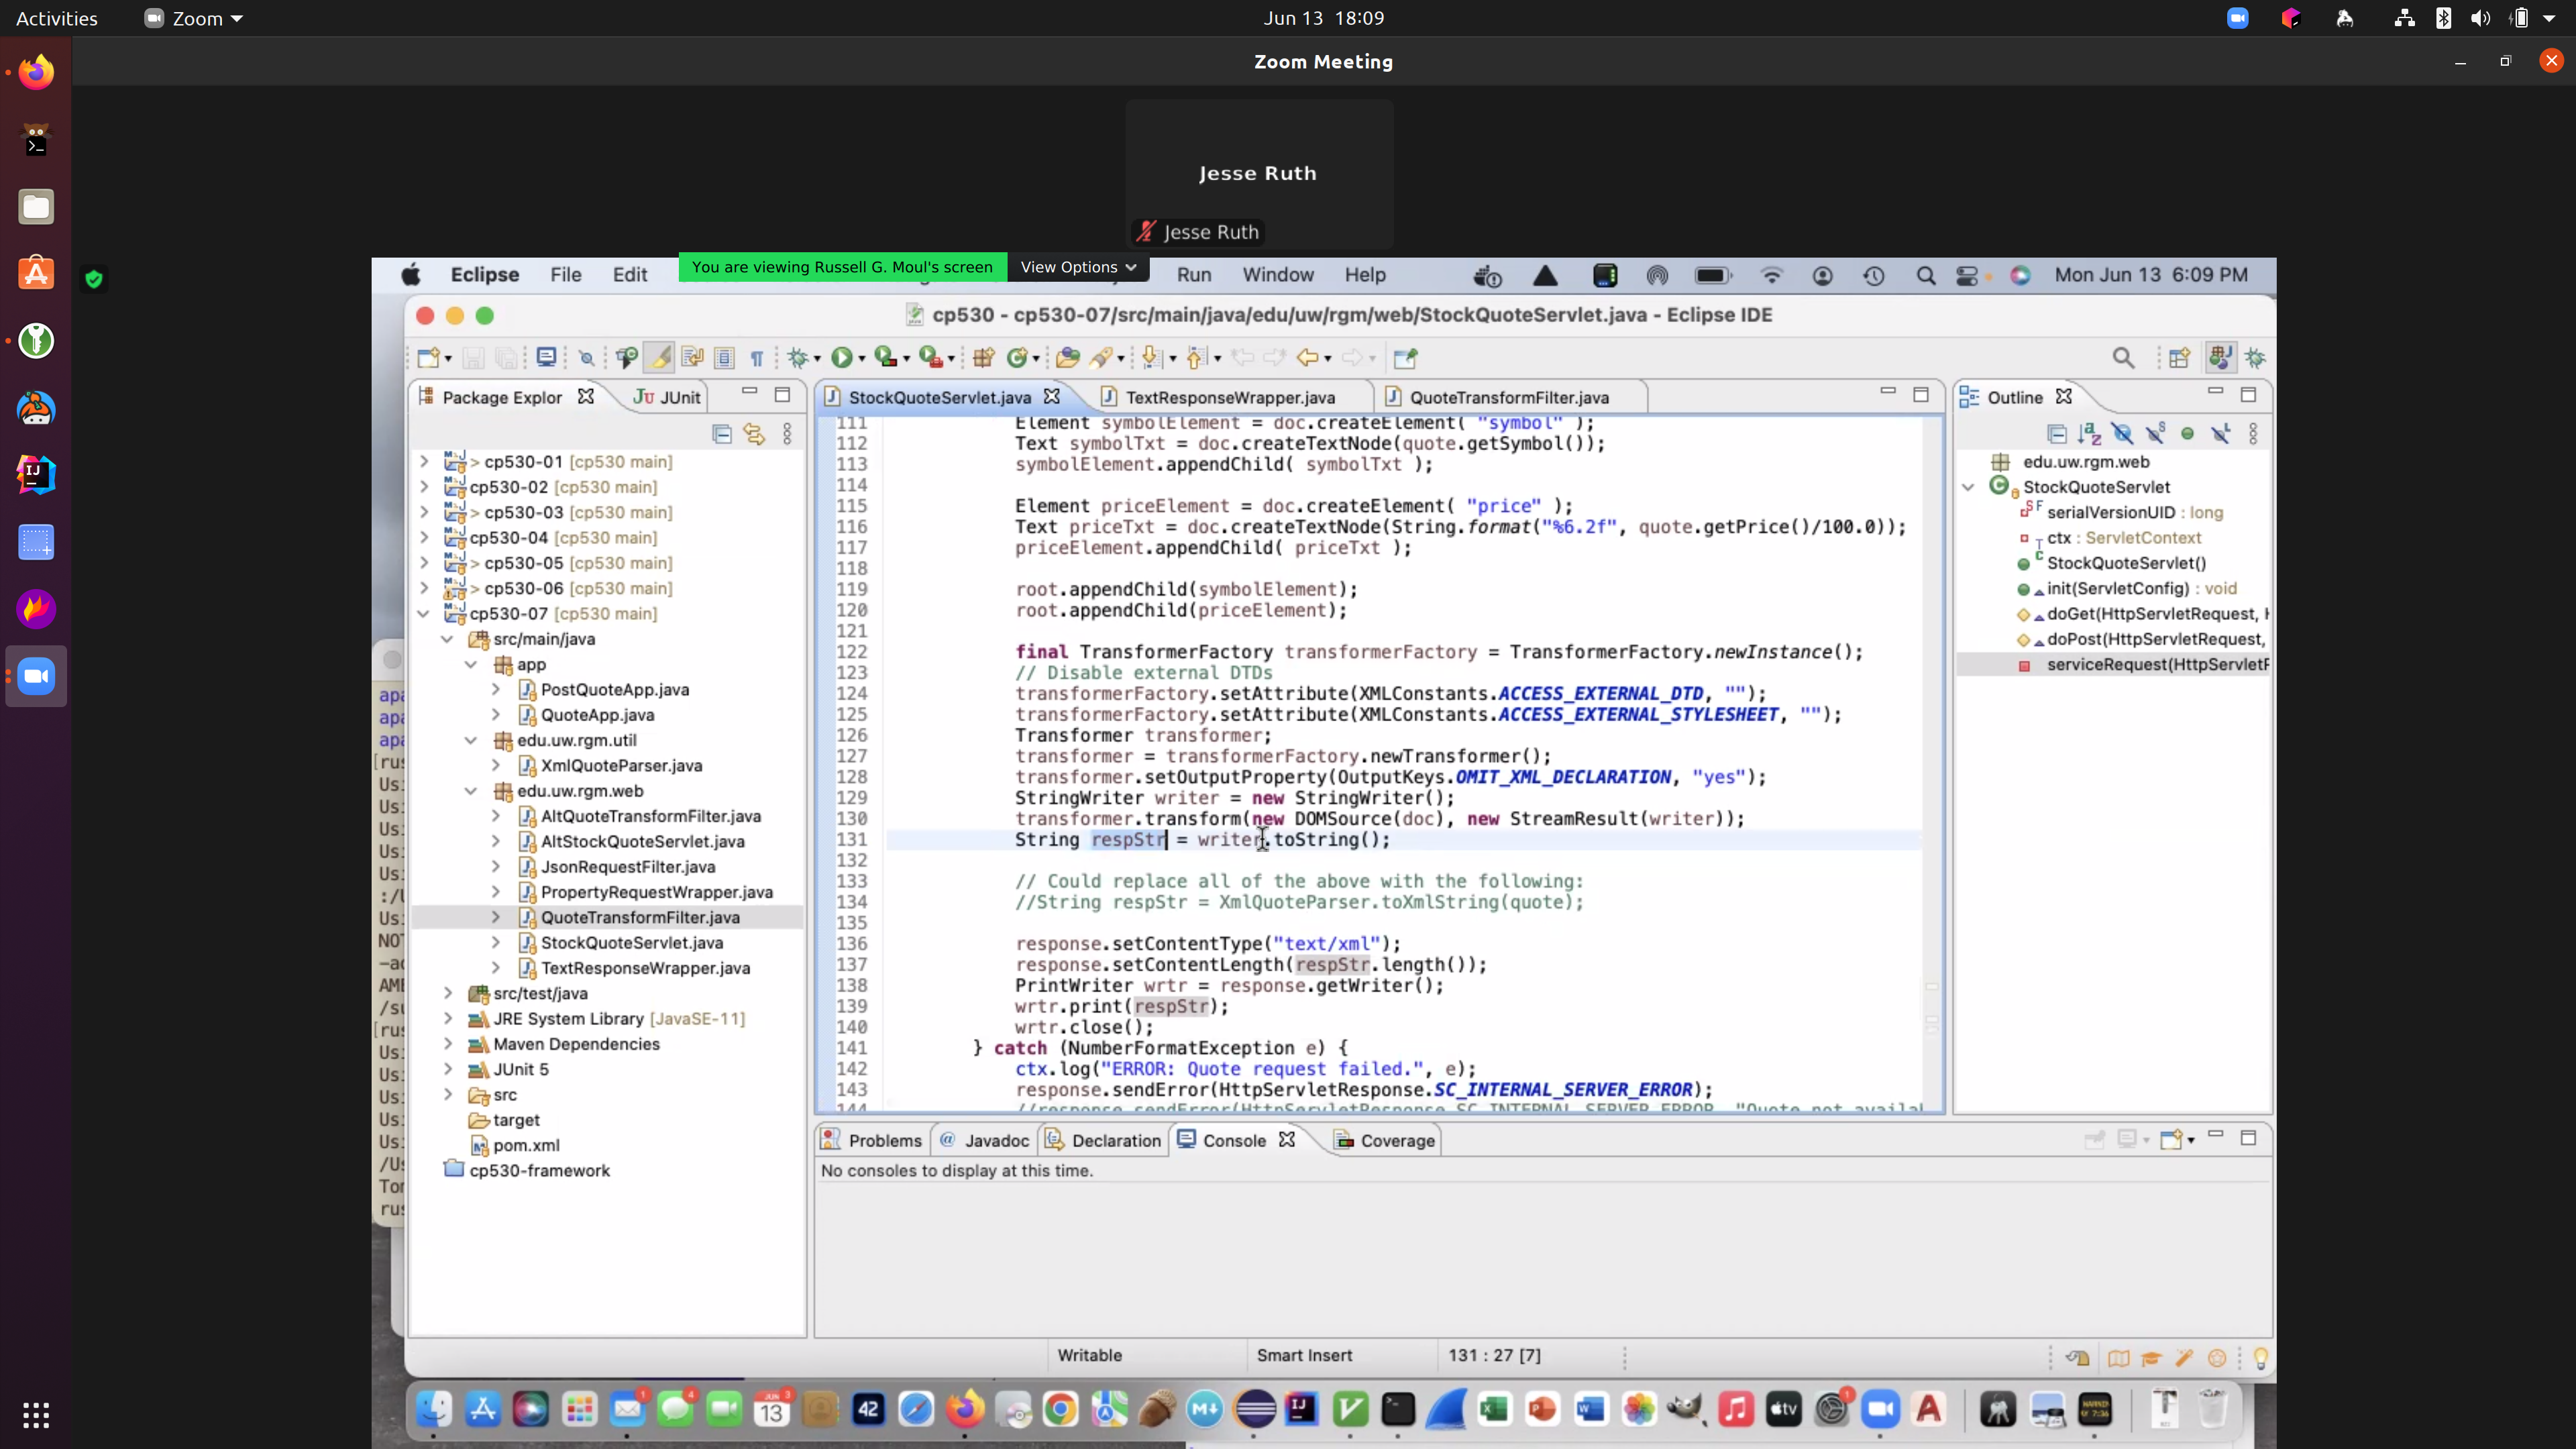 Activities
Zoom
Jun 13 18:09
Zoom Meeting
Jesse Ruth
Jesse Ruth
You are viewing Russell G. Moul's screen
View Options
Eclipse File Edit
Run Window Help
Mon Jun 13 6:09 PM
cp530 - cp530-07/src/main/java/edu/uw/rgm/web/StockQuoteServlet.java - Eclipse IDE
Package Explor
JUnit
StockQuoteServlet.java
TextResponseWrapper.java
QuoteTransformFilter.java
Outline
> cp530-01 [cp530 main]
cp530-02 [cp530 main]
> cp530-03 [cp530 main]
cp530-04 [cp530 main]
> cp530-05 [cp530 main]
> cp530-06 [cp530 main]
cp530-07 [cp530 main]
src/main/java
app
PostQuoteApp.java
QuoteApp.java
edu.uw.rgm.util
XmlQuoteParser.java
edu.uw.rgm.web
AltQuoteTransformFilter.java
AltStockQuoteServlet.java
JsonRequestFilter.java
PropertyRequestWrapper.java
QuoteTransformFilter.java
StockQuoteServlet.java
TextResponseWrapper.java
src/test/java
JRE System Library [JavaSE-11]
Maven Dependencies
JUnit 5
src
target
pom.xml
cp530-framework
111 Element symbolElement = doc.createElement( "symbol" );
112 Text symbolTxt = doc.createTextNode(quote.getSymbol());
113 symbolElement.appendChild( symbolTxt );
114
115 Element priceElement = doc.createElement( "price" );
116 Text priceTxt = doc.createTextNode(String.format("%6.2f", quote.getPrice()/100.0));
117 priceElement.appendChild( priceTxt );
118
119 root.appendChild(symbolElement);
120 root.appendChild(priceElement);
121
122 final TransformerFactory transformerFactory = TransformerFactory.newInstance();
123 // Disable external DTDs
124 transformerFactory.setAttribute(XMLConstants.ACCESS_EXTERNAL_DTD, "");
125 transformerFactory.setAttribute(XMLConstants.ACCESS_EXTERNAL_STYLESHEET, "");
126 Transformer transformer;
127 transformer = transformerFactory.newTransformer();
128 transformer.setOutputProperty(OutputKeys.OMIT_XML_DECLARATION, "yes");
129 StringWriter writer = new StringWriter();
130 transformer.transform(new DOMSource(doc), new StreamResult(writer));
131 String respStr = writer.toString();
132
133 // Could replace all of the above with the following:
134 //String respStr = XmlQuoteParser.toXmlString(quote);
135
136 response.setContentType("text/xml");
137 response.setContentLength(respStr.length());
138 PrintWriter wrtr = response.getWriter();
139 wrtr.print(respStr);
140 wrtr.close();
141 } catch (NumberFormatException e) {
142 ctx.log("ERROR: Quote request failed.", e);
143 response.sendError(HttpServletResponse.SC_INTERNAL_SERVER_ERROR);
144 //response.sendError(HttpServletResponse.SC_INTERNAL_SERVER_ERROR, "Quote not
edu.uw.rgm.web
StockQuoteServlet
serialVersionUID : long
ctx : ServletContext
StockQuoteServlet()
init(ServletConfig) : void
doGet(HttpServletRequest,
doPost(HttpServletRequest,
serviceRequest(
Problems
Javadoc
Declaration
Console
Coverage
No consoles to display at this time.
Writable
Smart Insert
131 : 27 [7]